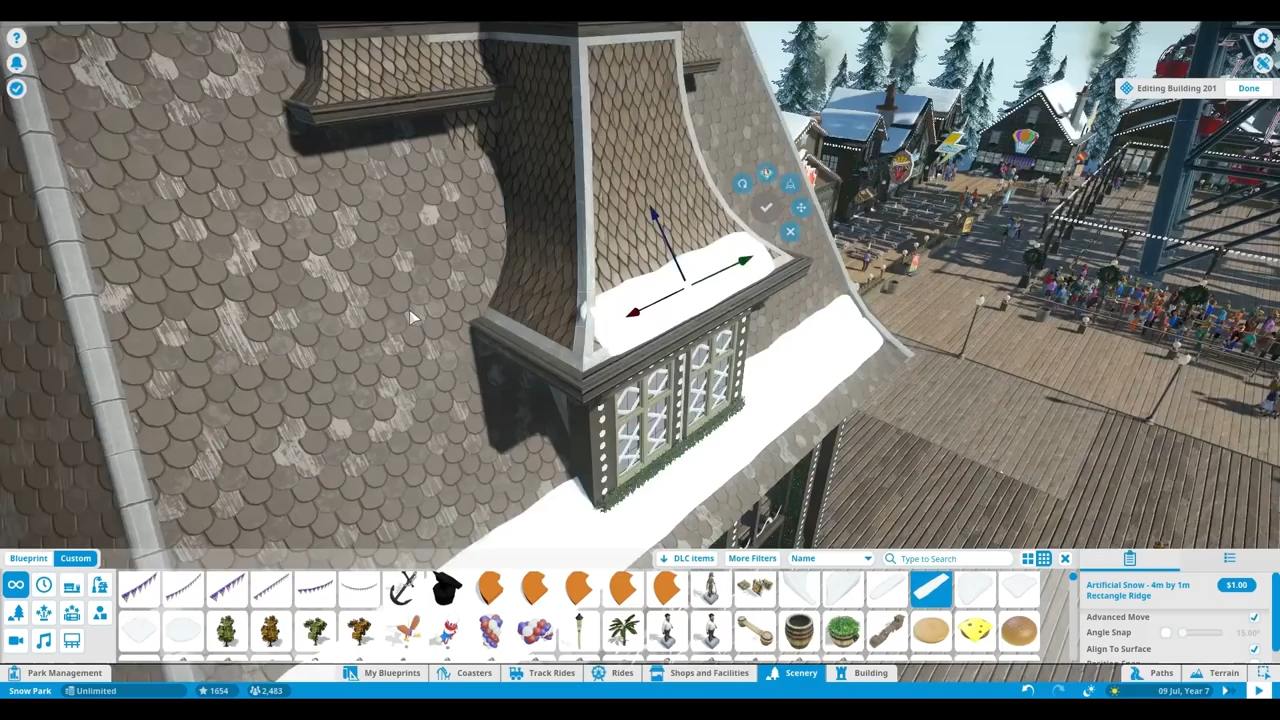 ?
Editing Building 201
Done
Blueprint
Custom
DLC items
More Filters
Name
Type to Search
Artificial Snow - 4m by 1m
Rectangle Ridge
$1.00
Advanced Move
Angle Snap
15.00°
Align To Surface
Park Management
My Blueprints
Coasters
Track Rides
Rides
Shops and Facilities
Scenery
Building
Paths
Terrain
Snow Park
Unlimited
1654
2,483
09 Jul, Year 7